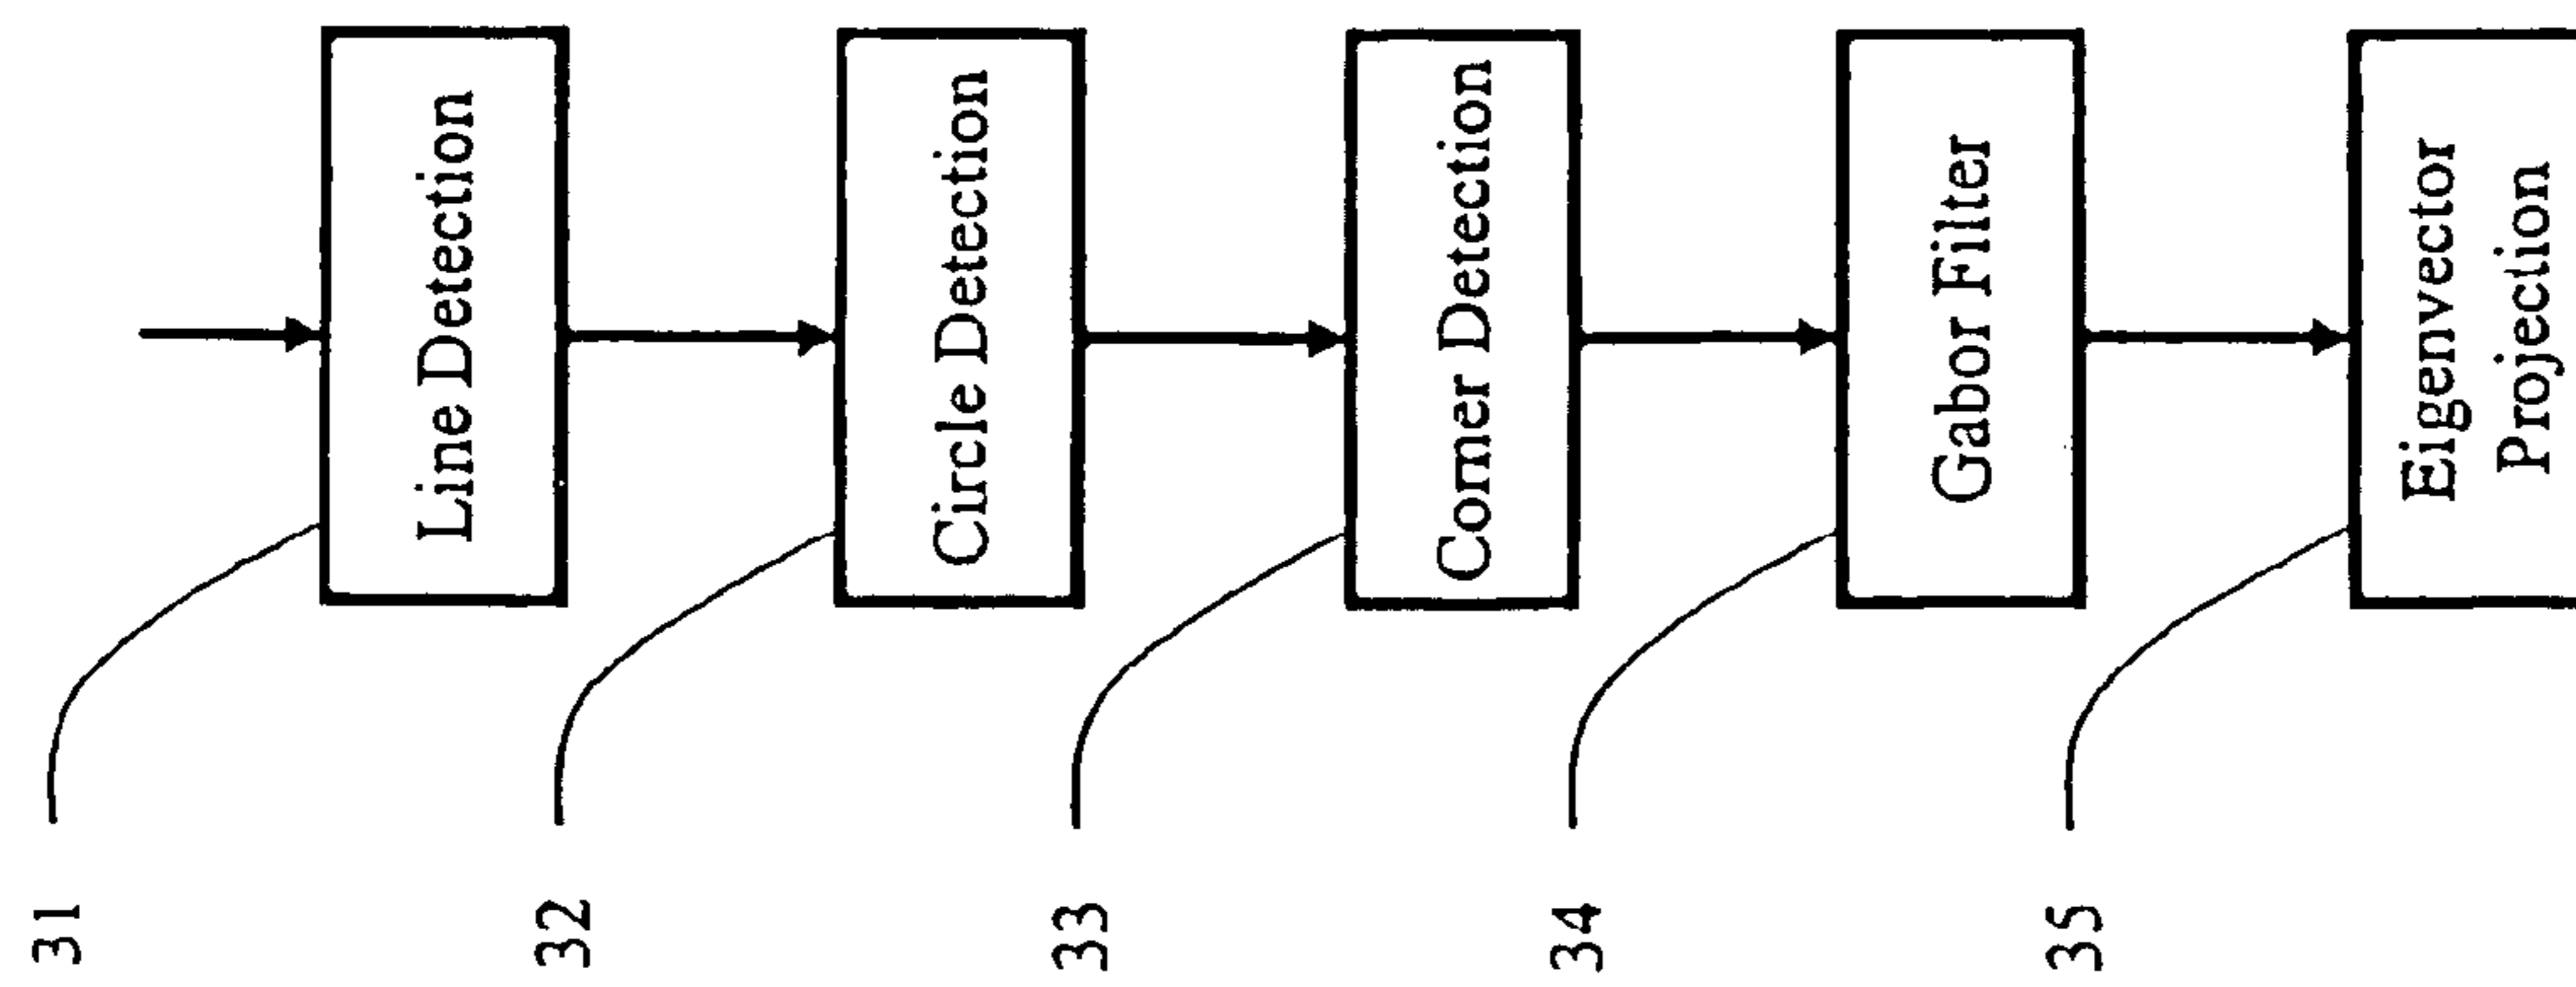 31
Line Detection
32
Circle Detection
33
Corner Detection
34
Gabor Filter
35
Eigenvector
Projection